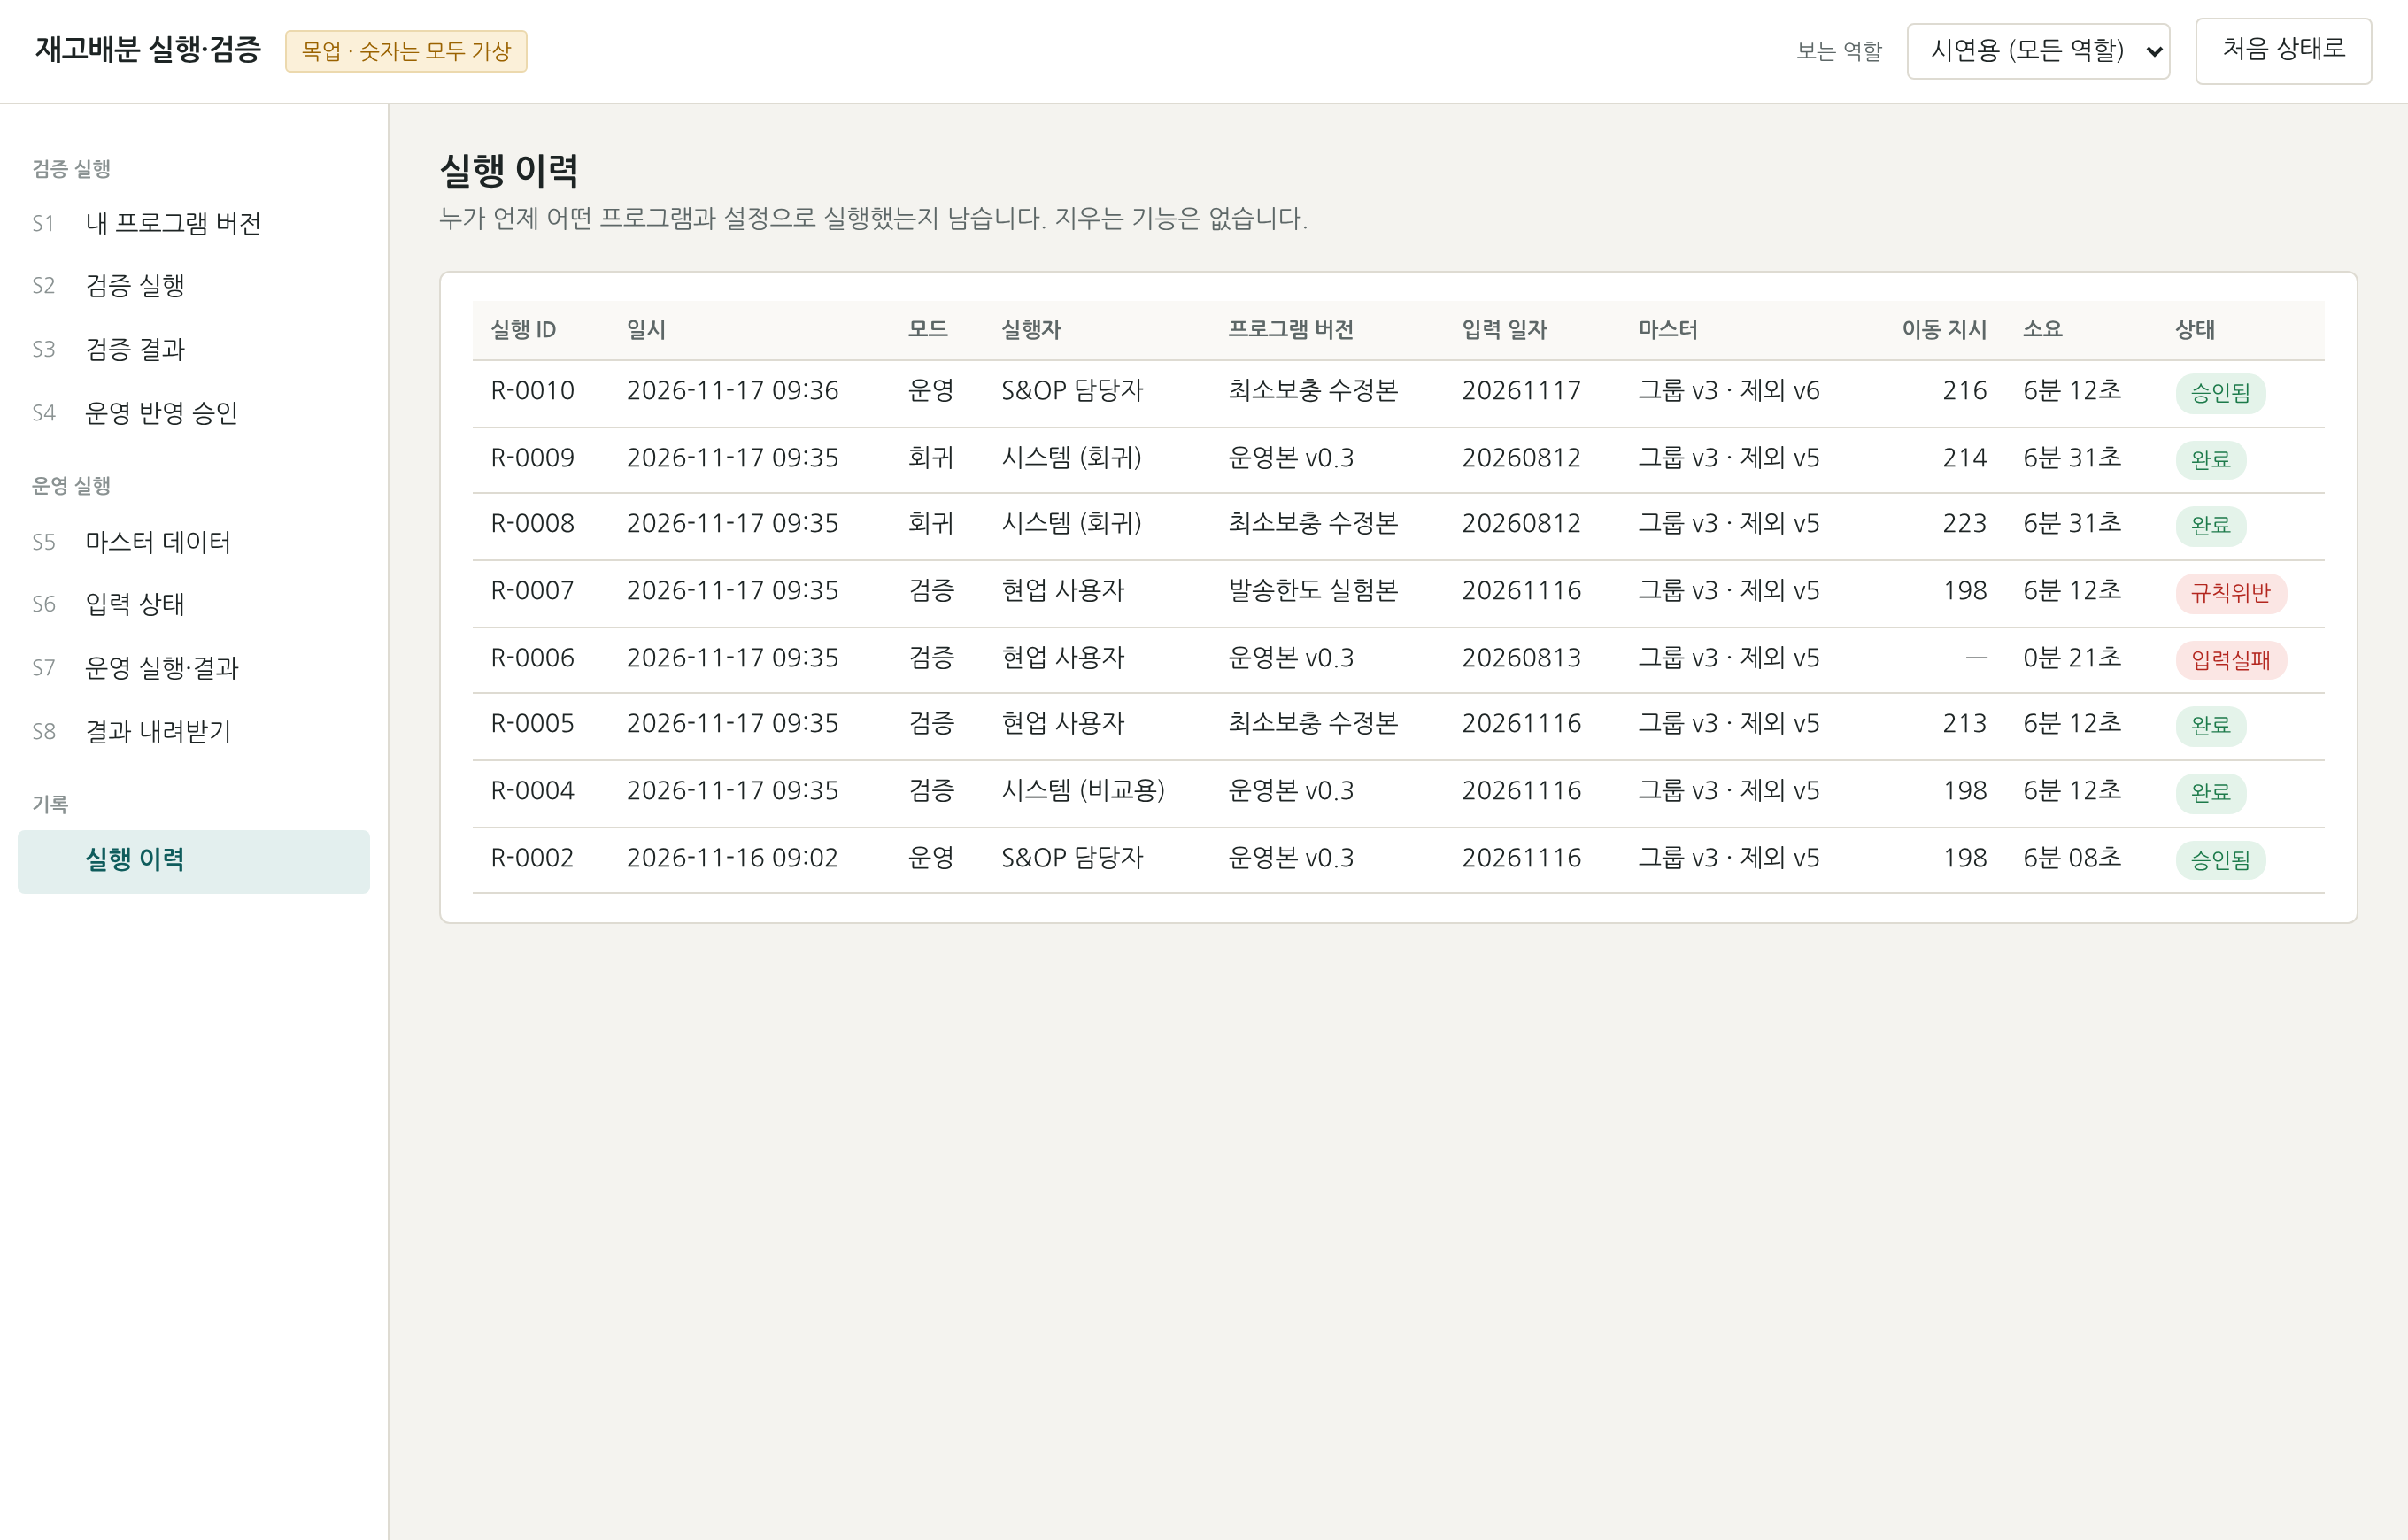 재고배분 실행·검증
목업 · 숫자는 모두 가상
보는 역할
시연용 (모든 역할)
처음 상태로
검증 실행
S1 내 프로그램 버전
S2 검증 실행
S3 검증 결과
S4 운영 반영 승인
운영 실행
S5 마스터 데이터
S6 입력 상태
S7 운영 실행·결과
S8 결과 내려받기
기록
실행 이력
실행 이력
누가 언제 어떤 프로그램과 설정으로 실행했는지 남습니다. 지우는 기능은 없습니다.
실행 ID 일시 모드 실행자 프로그램 버전 입력 일자 마스터 이동 지시 소요 상태
R-0010 2026-11-17 09:36 운영 S&OP 담당자 최소보충 수정본 20261117 그룹 v3 · 제외 v6 216 6분 12초 승인됨
R-0009 2026-11-17 09:35 회귀 시스템 (회귀) 운영본 v0.3 20260812 그룹 v3 · 제외 v5 214 6분 31초 완료
R-0008 2026-11-17 09:35 회귀 시스템 (회귀) 최소보충 수정본 20260812 그룹 v3 · 제외 v5 223 6분 31초 완료
R-0007 2026-11-17 09:35 검증 현업 사용자 발송한도 실험본 20261116 그룹 v3 · 제외 v5 198 6분 12초 규칙위반
R-0006 2026-11-17 09:35 검증 현업 사용자 운영본 v0.3 20260813 그룹 v3 · 제외 v5 — 0분 21초 입력실패
R-0005 2026-11-17 09:35 검증 현업 사용자 최소보충 수정본 20261116 그룹 v3 · 제외 v5 213 6분 12초 완료
R-0004 2026-11-17 09:35 검증 시스템 (비교용) 운영본 v0.3 20261116 그룹 v3 · 제외 v5 198 6분 12초 완료
R-0002 2026-11-16 09:02 운영 S&OP 담당자 운영본 v0.3 20261116 그룹 v3 · 제외 v5 198 6분 08초 승인됨